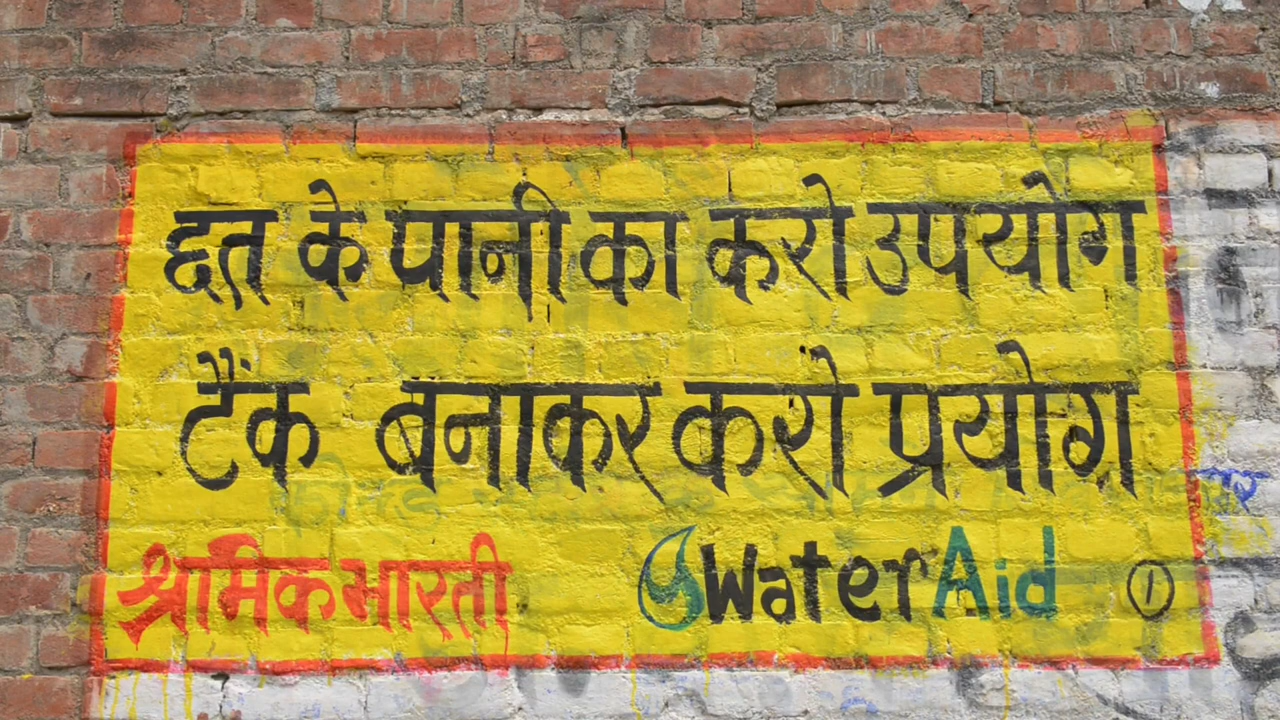 छत के पानी का करो उपयोग
टैंक बनाकर करो प्रयोग
श्रमिक भारती WaterAid 1